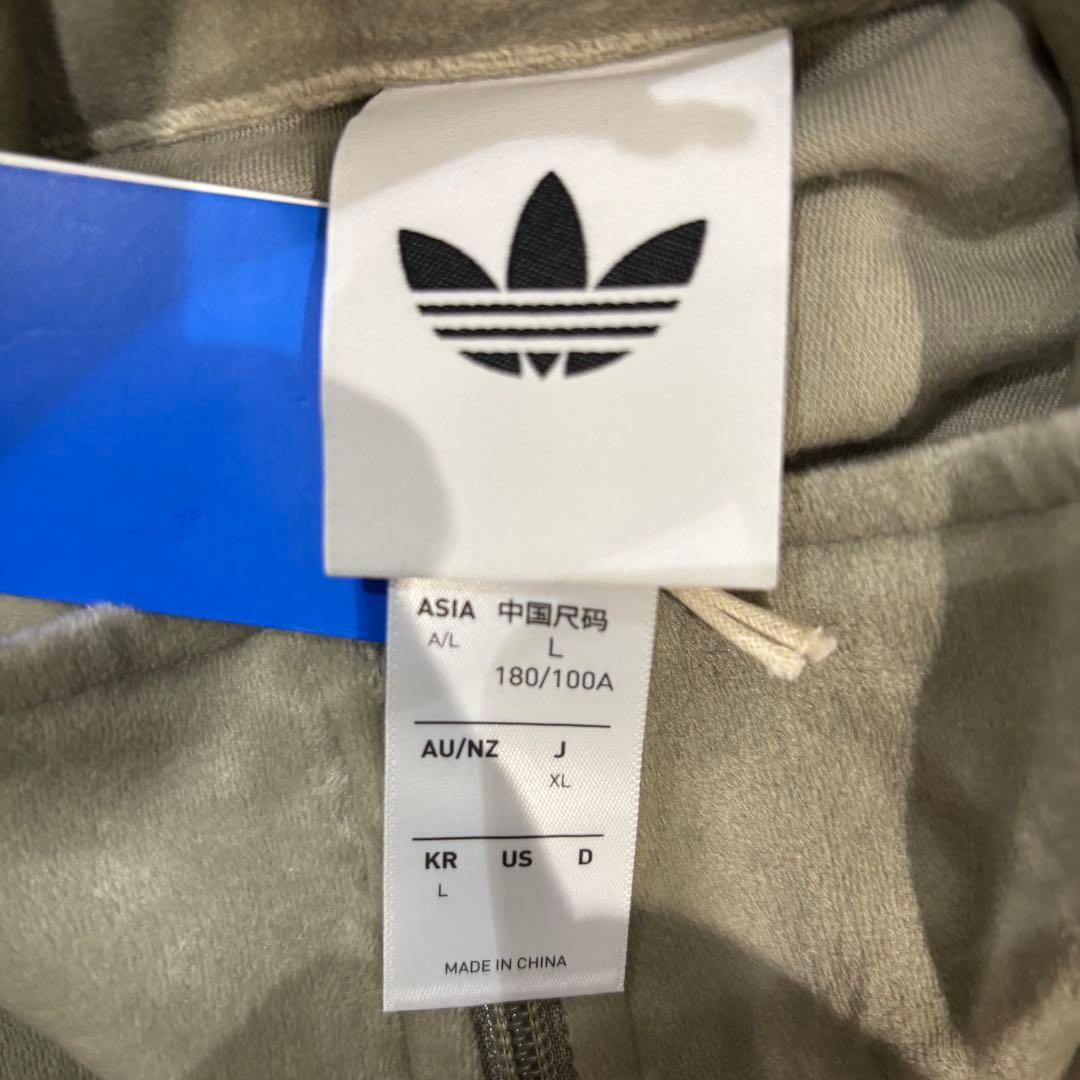 ASIA 中国尺码
A/L L
180/100A
AU/NZ J
XL
KR US D
L
MADE IN CHINA